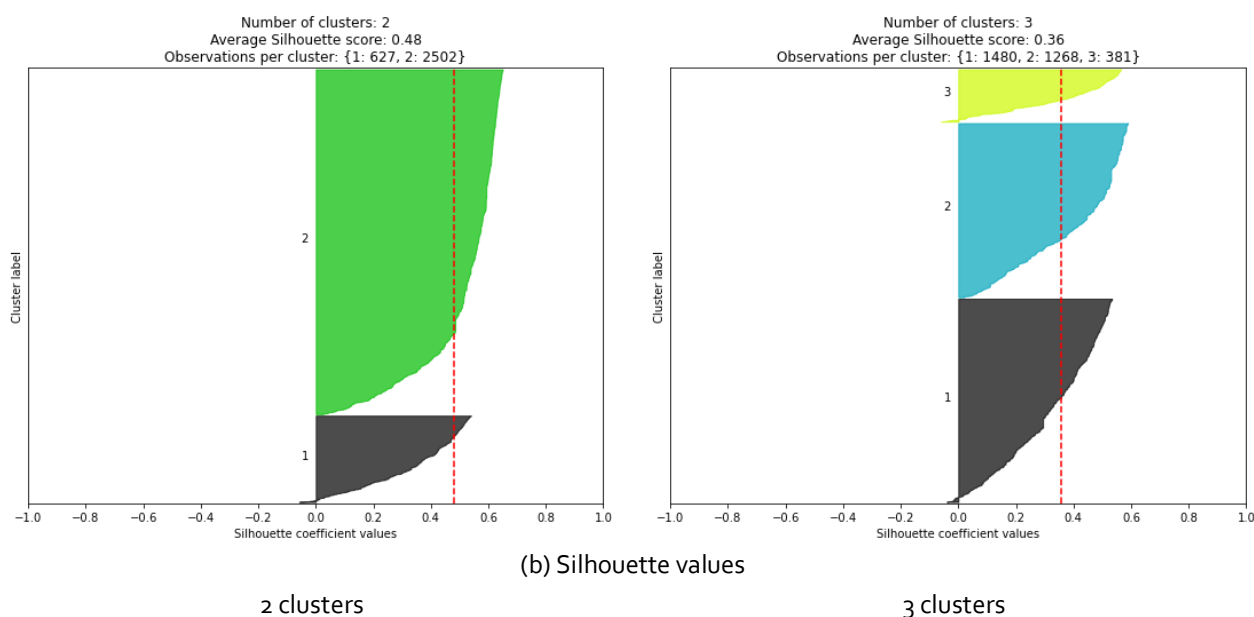 Number of clusters: 2
Average Silhouette score: 0.48
Observations per cluster: {1: 627, 2: 2502}
Cluster label
2
1
−1.0 −0.8 −0.6 −0.4 −0.2 0.0 0.2 0.4 0.6 0.8 1.0
Silhouette coefficient values
Number of clusters: 3
Average Silhouette score: 0.36
Observations per cluster: {1: 1480, 2: 1268, 3: 381}
Cluster label
3
2
1
−1.0 −0.8 −0.6 −0.4 −0.2 0.0 0.2 0.4 0.6 0.8 1.0
Silhouette coefficient values
(b) Silhouette values
2 clusters
3 clusters